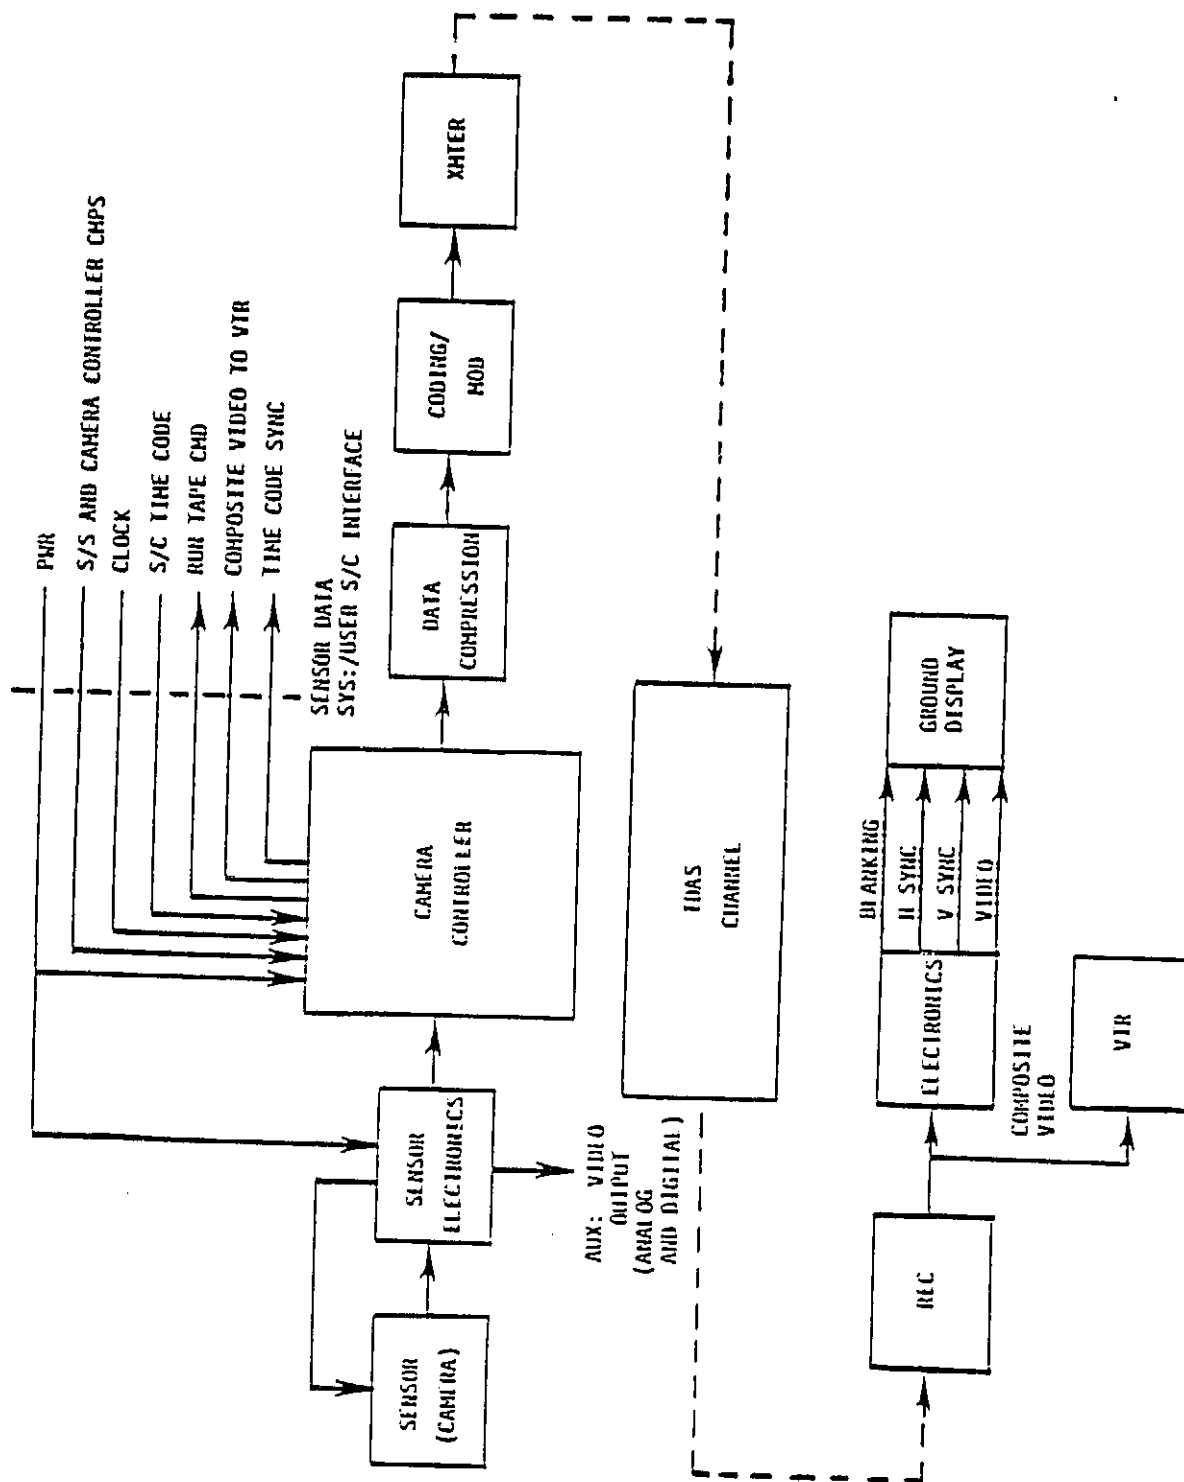 PWR
S/S AND CAMERA CONTROLLER CMPS
CLOCK
S/C TIME CODE
RUN TAPE CMD
COMPOSITE VIDEO TO VTR
TIME CODE SYNC
SENSOR DATA
SYS:/USER S/C INTERFACE
SENSOR
(CAMERA)
SENSOR
ELECTRONICS
CAMERA
CONTROLLER
DATA
COMPRESSION
CODING/
MOD
XMTER
AUX: VIDEO
OUTPUT
(ANALOG
AND DIGITAL)
TDAS
CHANNEL
REC
ELECTRONICS
COMPOSITE
VIDEO
VTR
BLANKING
H SYNC
V SYNC
VIDEO
GROUND
DISPLAY